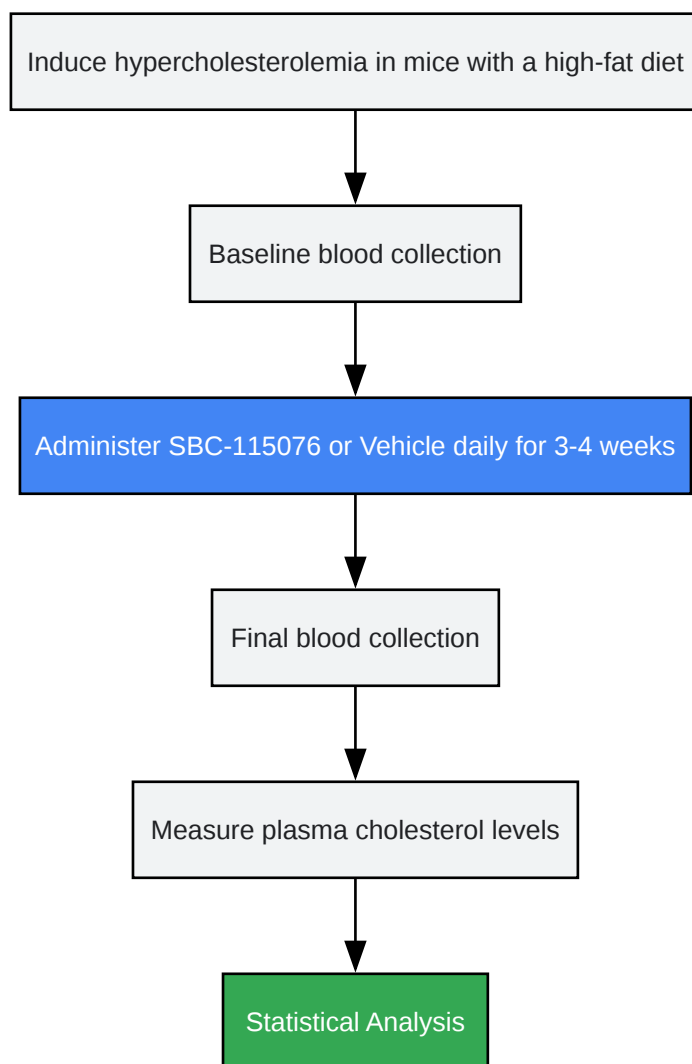 Induce hypercholesterolemia in mice with a high-fat diet
Baseline blood collection
Administer SBC-115076 or Vehicle daily for 3-4 weeks
Final blood collection
Measure plasma cholesterol levels
Statistical Analysis